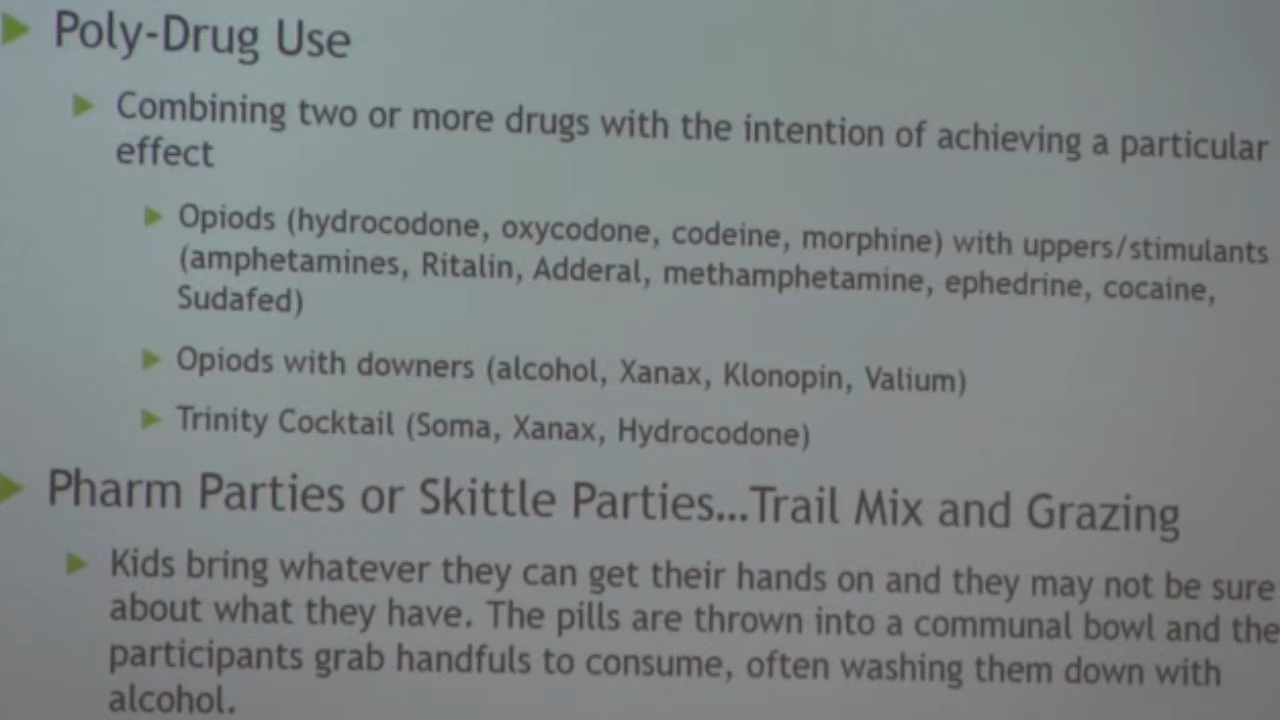 Poly-Drug Use
Combining two or more drugs with the intention of achieving a particular
effect
Opiods (hydrocodone, oxycodone, codeine, morphine) with uppers/stimulants
(amphetamines, Ritalin, Adderal, methamphetamine, ephedrine, cocaine,
Sudafed)
Opiods with downers (alcohol, Xanax, Klonopin, Valium)
Trinity Cocktail (Soma, Xanax, Hydrocodone)
Pharm Parties or Skittle Parties...Trail Mix and Grazing
Kids bring whatever they can get their hands on and they may not be sure
about what they have. The pills are thrown into a communal bowl and the
participants grab handfuls to consume, often washing them down with
alcohol.